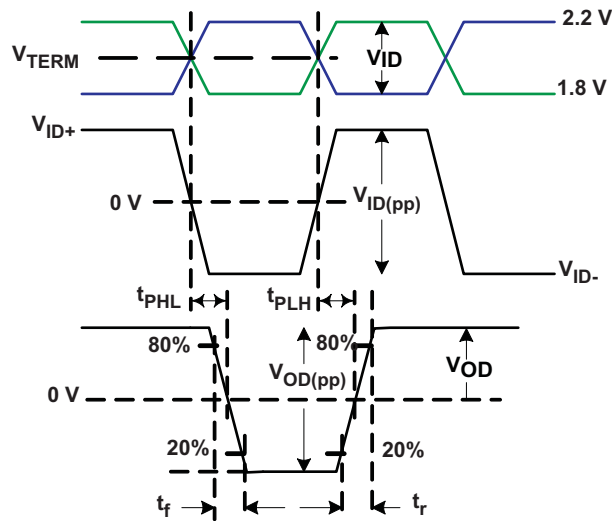 2.2 V
VTERM
VID
1.8 V
VID+
0 V
VID(pp)
VID-
tPHL
tPLH
80%
80%
VOD(pp)
VOD
0 V
20%
20%
tf
tr